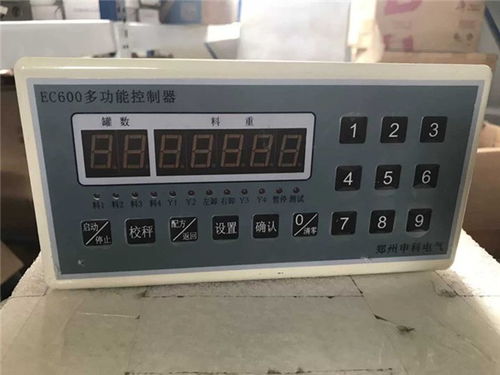 EC600多功能控制器
罐数 料重
1 2 3
4 5 6
7 8 9
料1 料2 料3 料4 Y1 Y2 左卸 右卸 Y3 Y4 暂停 测试
启动/停止 校秤 配方/返回 设置 确认 0/清零
郑州申科电气